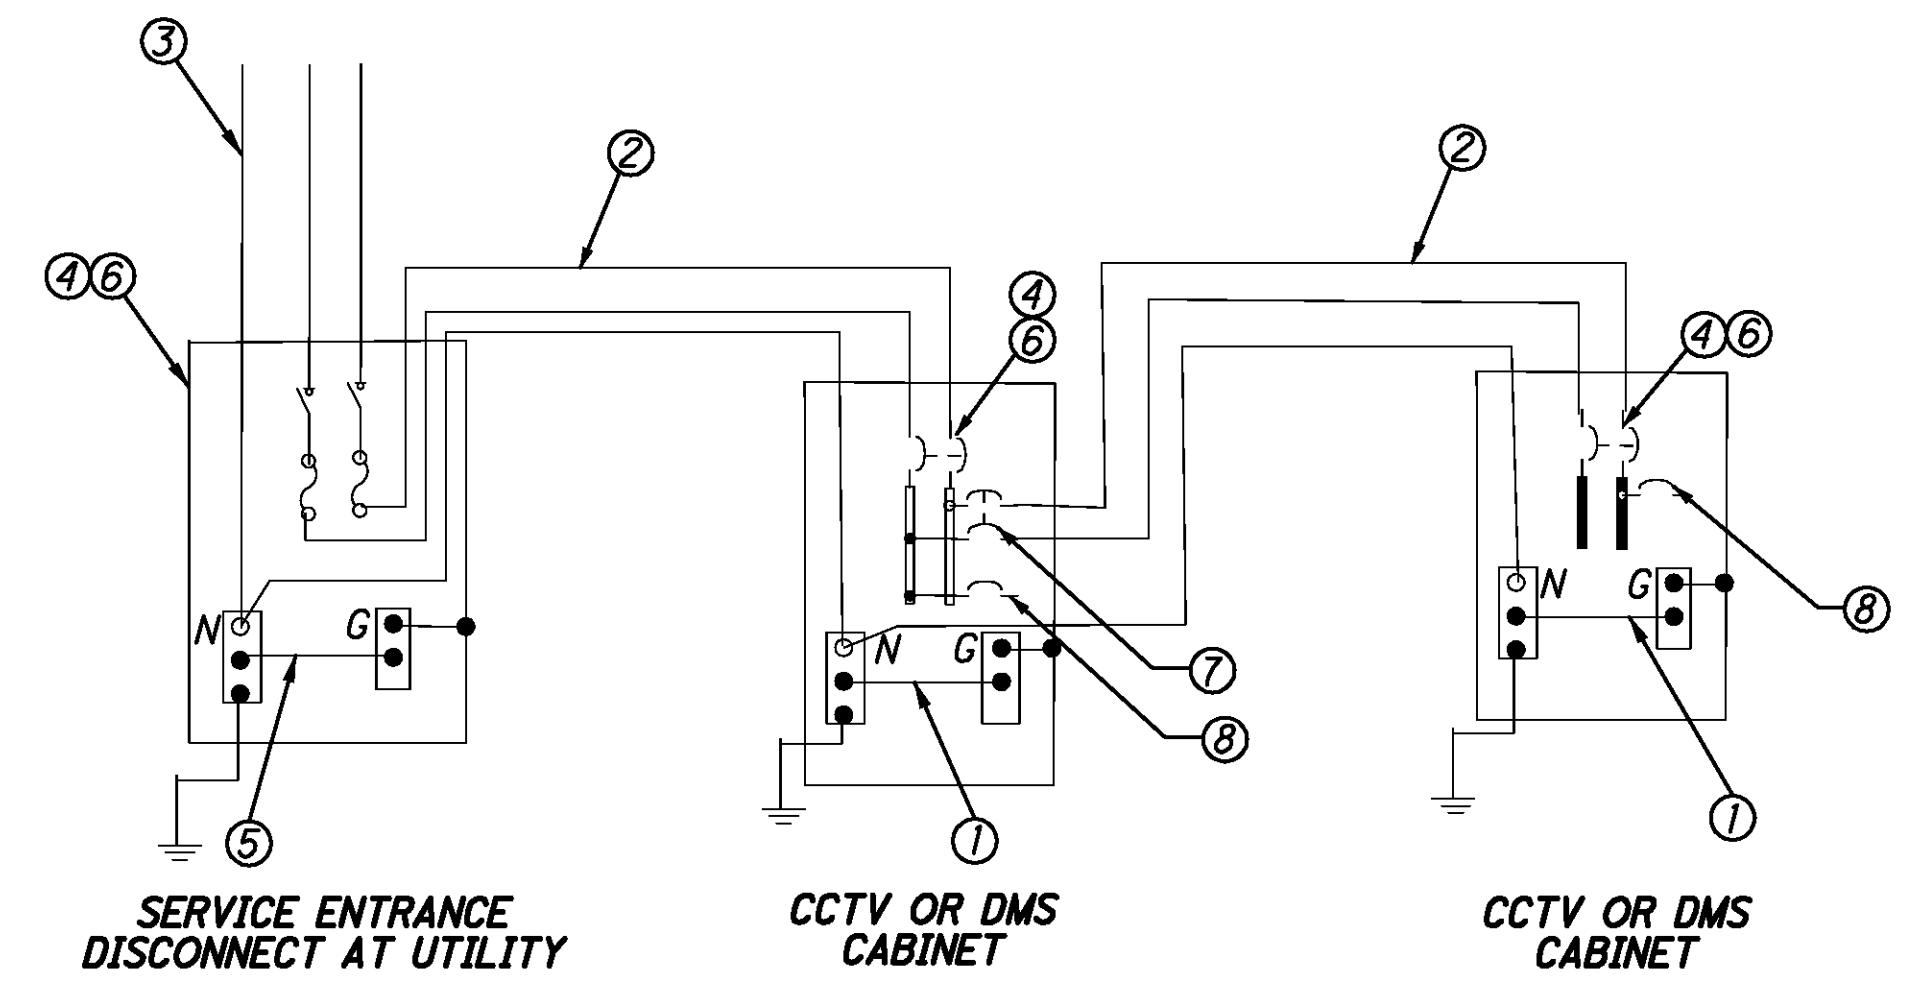 3
2
2
4 6
4
6
4 6
N
G
N
G
N
G
8
7
8
5
1
1
SERVICE ENTRANCE
DISCONNECT AT UTILITY
CCTV OR DMS
CABINET
CCTV OR DMS
CABINET